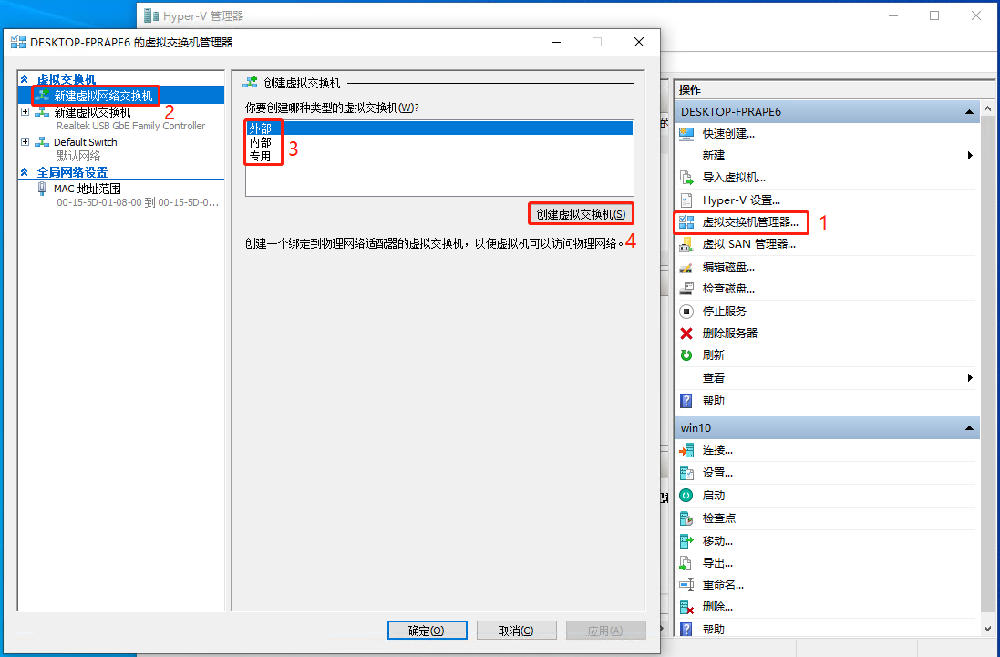 Hyper-V 管理器
DESKTOP-FPRAPE6 的虚拟交换机管理器
虚拟交换机
新建虚拟网络交换机
2
新建虚拟交换机
Realtek USB GbE Family Controller
Default Switch
默认网络
全局网络设置
MAC 地址范围
00-15-5D-01-08-00 到 00-15-5D-0...
创建虚拟交换机
你要创建哪种类型的虚拟交换机(W)?
外部
内部
专用
3
创建虚拟交换机(S)
创建一个绑定到物理网络适配器的虚拟交换机，以便虚拟机可以访问物理网络。
4
确定(O)
取消(C)
应用(A)
的
操作
DESKTOP-FPRAPE6
快速创建...
新建
导入虚拟机...
Hyper-V 设置...
虚拟交换机管理器...
1
虚拟 SAN 管理器...
编辑磁盘...
检查磁盘...
停止服务
删除服务器
刷新
查看
帮助
win10
连接...
设置...
启动
检查点
移动...
导出...
重命名...
删除...
帮助